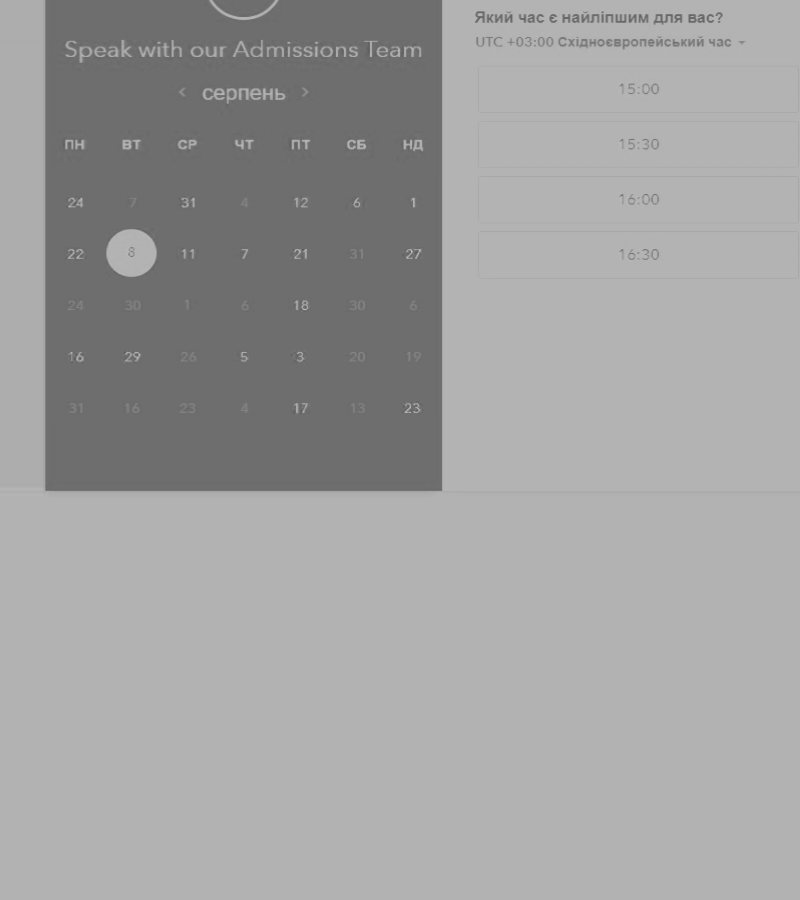 Speak with our Admissions Team
серпень
ПН ВТ СР ЧТ ПТ СБ НД
24 7 31 4 12 6 1
22 8 11 7 21 31 27
24 30 1 6 18 30 6
16 29 26 5 3 20 19
31 16 23 4 17 13 23
Який час є найліпшим для вас?
UTC +03:00 Східноєвропейський час
15:00
15:30
16:00
16:30